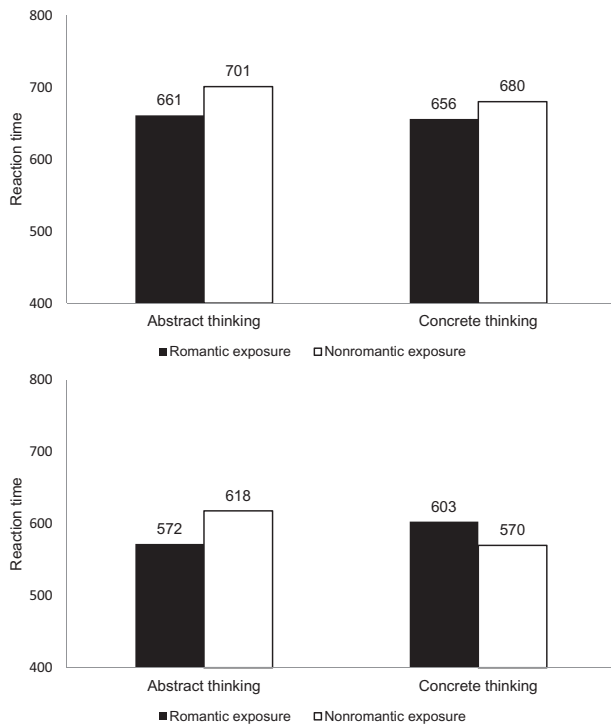 800
700
600
500
400
Reaction time
661
701
656
680
Abstract thinking
Concrete thinking
■Romantic exposure □Nonromantic exposure
800
700
600
500
400
Reaction time
572
618
603
570
Abstract thinking
Concrete thinking
■Romantic exposure □Nonromantic exposure